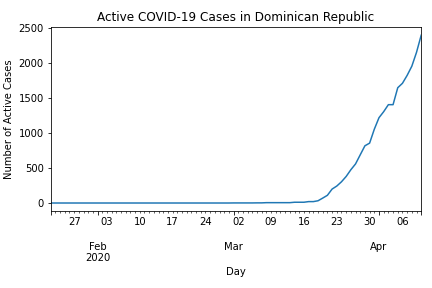 Active COVID-19 Cases in Dominican Republic
Number of Active Cases
2500
2000
1500
1000
500
0
27 03 10 17 24 02 09 16 23 30 06
Feb Mar Apr
2020
Day